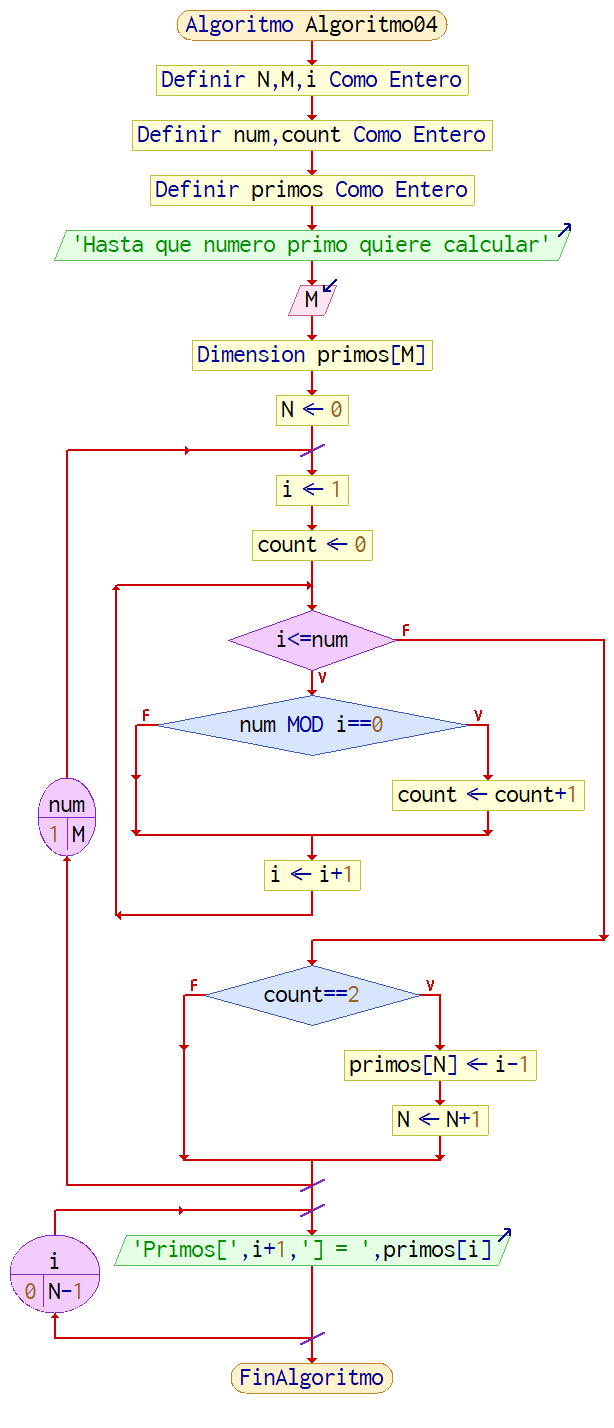 Algoritmo Algoritmo04
Definir N,M,i Como Entero
Definir num,count Como Entero
Definir primos Como Entero
'Hasta que numero primo quiere calcular'
M
Dimension primos[M]
N ← 0
i ← 1
count ← 0
i<=num
F
V
num MOD i==0
F
V
count ← count+1
num
1 M
i ← i+1
count==2
F
V
primos[N] ← i-1
N ← N+1
'Primos[',i+1,'] = ',primos[i]
i
0 N-1
FinAlgoritmo